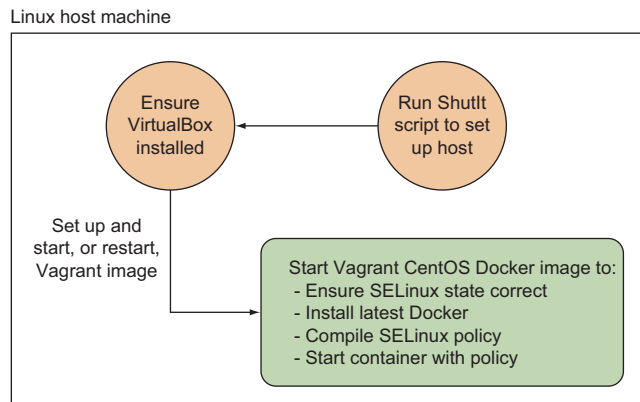 Linux host machine
Ensure
VirtualBox
installed
Run ShutIt
script to set
up host
Set up and
start, or restart,
Vagrant image
Start Vagrant CentOS Docker image to:
- Ensure SELinux state correct
- Install latest Docker
- Compile SELinux policy
- Start container with policy